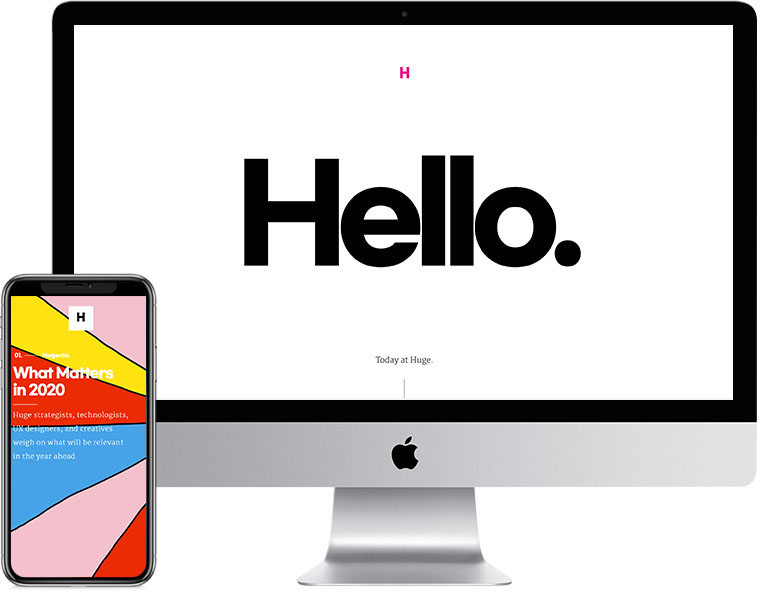 H
Hello.
Today at Huge.
H
01. Magenta.
What Matters
in 2020
Huge strategists, technologists,
UX designers, and creatives
weigh on what will be relevant
in the year ahead.